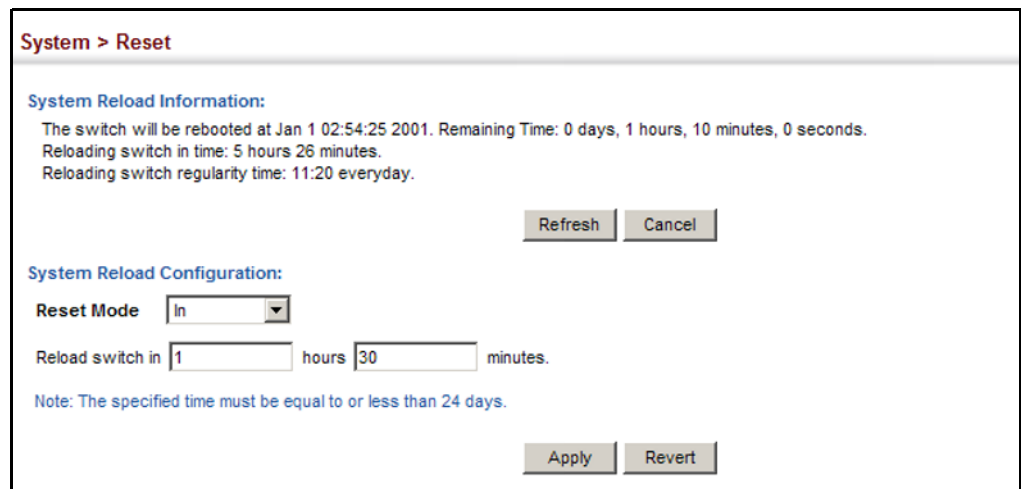 System > Reset
System Reload Information:
The switch will be rebooted at Jan 1 02:54:25 2001. Remaining Time: 0 days, 1 hours, 10 minutes, 0 seconds.
Reloading switch in time: 5 hours 26 minutes.
Reloading switch regularity time: 11:20 everyday.
Refresh Cancel
System Reload Configuration:
Reset Mode In
Reload switch in 1 hours 30 minutes.
Note: The specified time must be equal to or less than 24 days.
Apply Revert